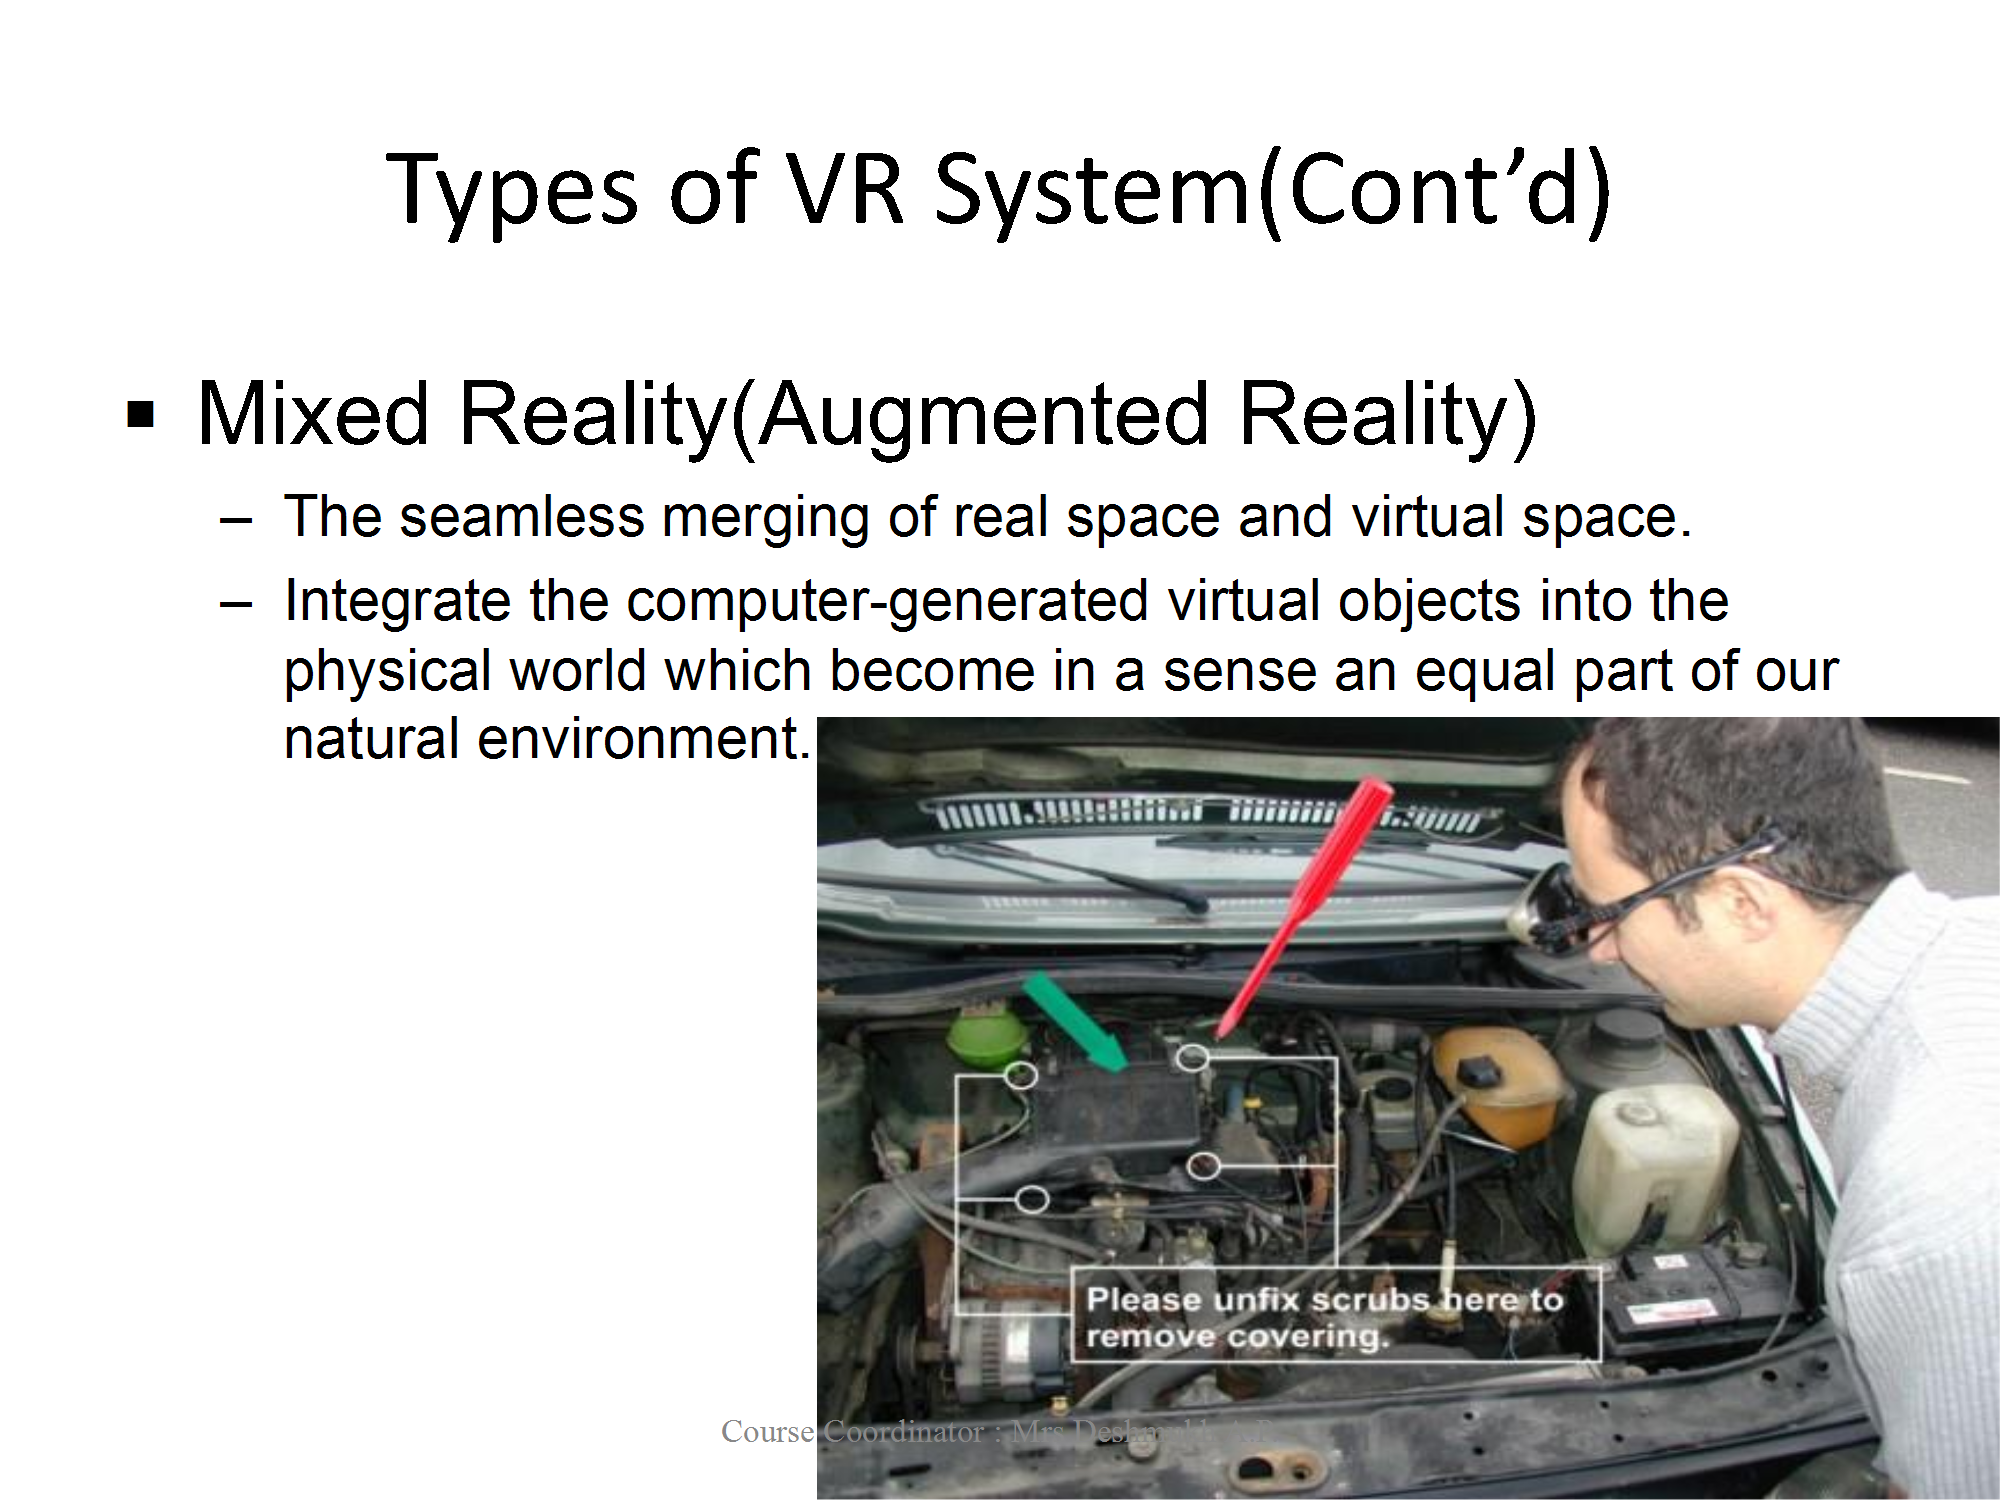 Types of VR System(Cont’d)
▪ Mixed Reality(Augmented Reality)
– The seamless merging of real space and virtual space.
– Integrate the computer-generated virtual objects into the
physical world which become in a sense an equal part of our
natural environment.
Please unfix scrubs here to
remove covering.
Course Coordinator : Mrs